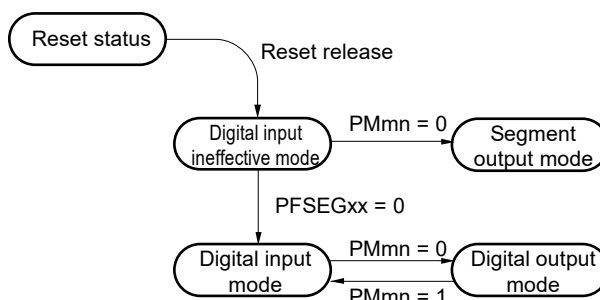 Reset status
Reset release
Digital input
ineffective mode
PMmn = 0
Segment
output mode
PFSEGxx = 0
Digital input
mode
PMmn = 0
Digital output
mode
PMmn = 1